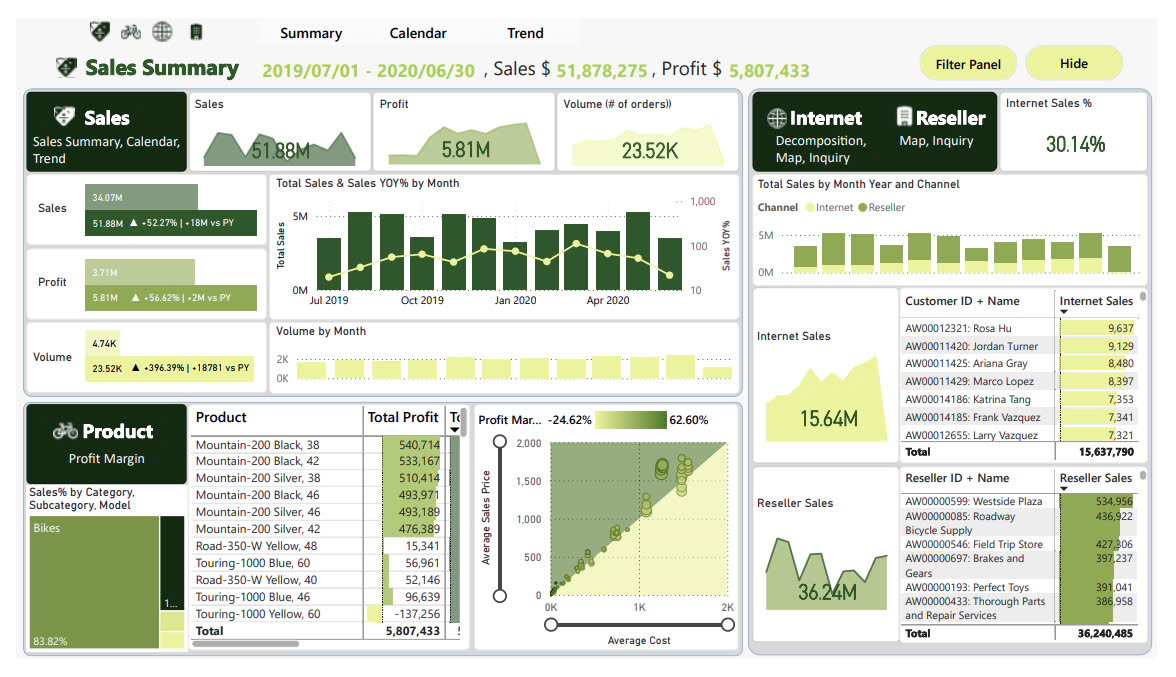 Summary Calendar Trend
Sales Summary 2019/07/01 - 2020/06/30 , Sales $ 51,878,275 , Profit $ 5,807,433
Filter Panel Hide
Sales
Sales Summary, Calendar,
Trend
Sales
51.88M
Profit
5.81M
Volume (# of orders))
23.52K
Sales
34.07M
51.88M ▲ +52.27% | +18M vs PY
Profit
3.71M
5.81M ▲ +56.62% | +2M vs PY
Volume
4.74K
23.52K ▲ +396.39% | +18781 vs PY
Total Sales & Sales YOY% by Month
Total Sales
5M
0M
Sales YOY%
1,000
100
10
Jul 2019 Oct 2019 Jan 2020 Apr 2020
Volume by Month
2K
0K
Product
Profit Margin
Sales% by Category,
Subcategory, Model
Bikes
83.82%
1...
Product Total Profit
Mountain-200 Black, 38 540,714
Mountain-200 Black, 42 533,167
Mountain-200 Silver, 38 510,414
Mountain-200 Black, 46 493,971
Mountain-200 Silver, 46 493,189
Mountain-200 Silver, 42 476,389
Road-350-W Yellow, 48 15,341
Touring-1000 Blue, 60 56,961
Road-350-W Yellow, 40 52,146
Touring-1000 Blue, 46 96,639
Touring-1000 Yellow, 60 -137,256
Total 5,807,433
Profit Mar... -24.62% 62.60%
Average Sales Price
2,000
1,500
1,000
500
0
0K 1K 2K
Average Cost
Internet
Decomposition,
Map, Inquiry
Reseller
Map, Inquiry
Internet Sales %
30.14%
Total Sales by Month Year and Channel
Channel Internet Reseller
5M
0M
Internet Sales
15.64M
Customer ID + Name Internet Sales
AW00012321: Rosa Hu 9,637
AW00011420: Jordan Turner 9,129
AW00011425: Ariana Gray 8,480
AW00011429: Marco Lopez 8,397
AW00014186: Katrina Tang 7,353
AW00014185: Frank Vazquez 7,341
AW00012655: Larry Vazquez 7,321
Total 15,637,790
Reseller Sales
36.24M
Reseller ID + Name Reseller Sales
AW00000599: Westside Plaza 534,956
AW00000085: Roadway 436,922
Bicycle Supply
AW00000546: Field Trip Store 427,306
AW00000697: Brakes and 397,237
Gears
AW00000193: Perfect Toys 391,041
AW00000433: Thorough Parts 386,958
and Repair Services
Total 36,240,485